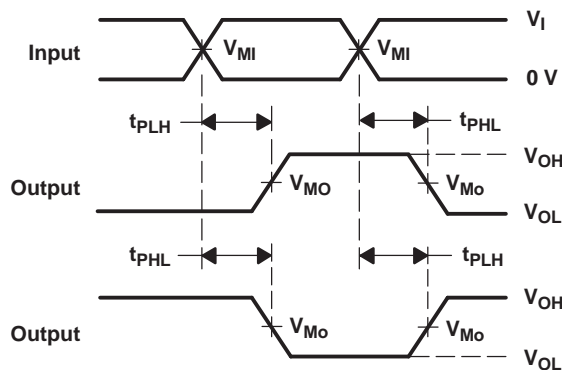 V_I
Input V_MI V_MI
0 V
t_PLH t_PHL
V_OH
Output V_MO V_Mo
V_OL
t_PHL t_PLH
V_OH
Output V_Mo V_Mo
V_OL